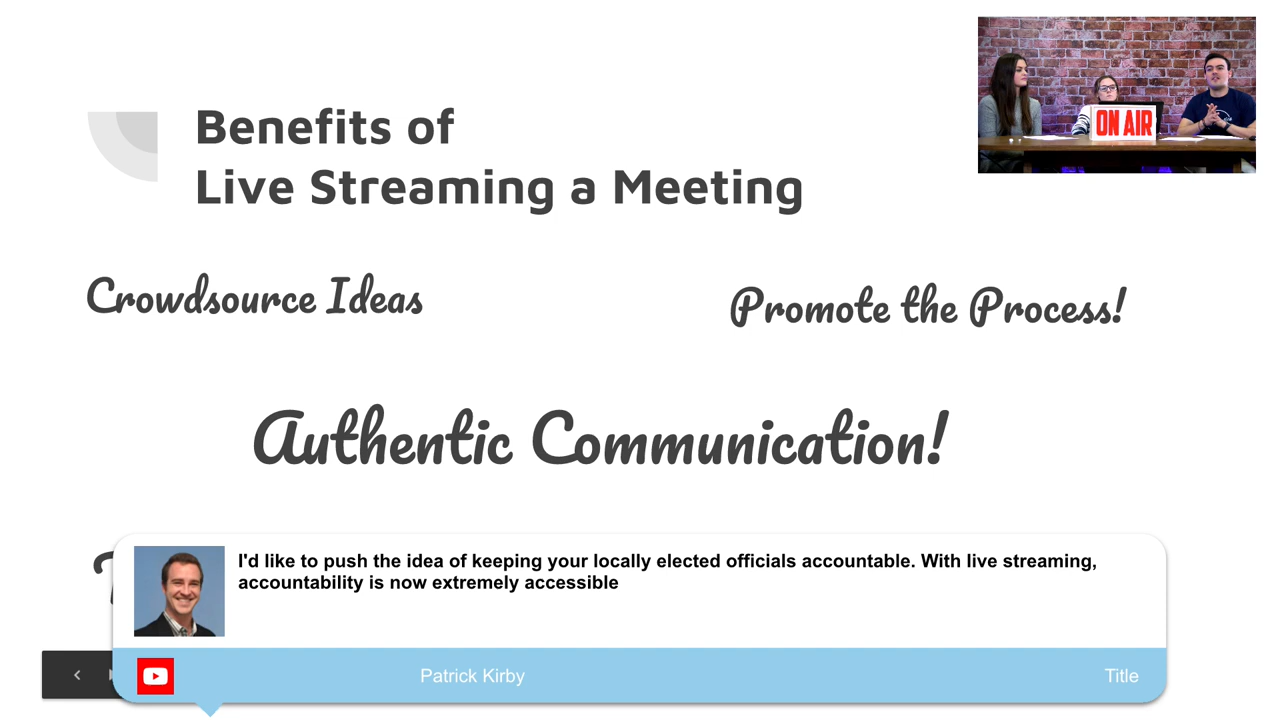 ON AIR
Benefits of
Live Streaming a Meeting
Crowdsource Ideas
Promote the Process!
Authentic Communication!
I'd like to push the idea of keeping your locally elected officials accountable. With live streaming,
accountability is now extremely accessible
Patrick Kirby
Title